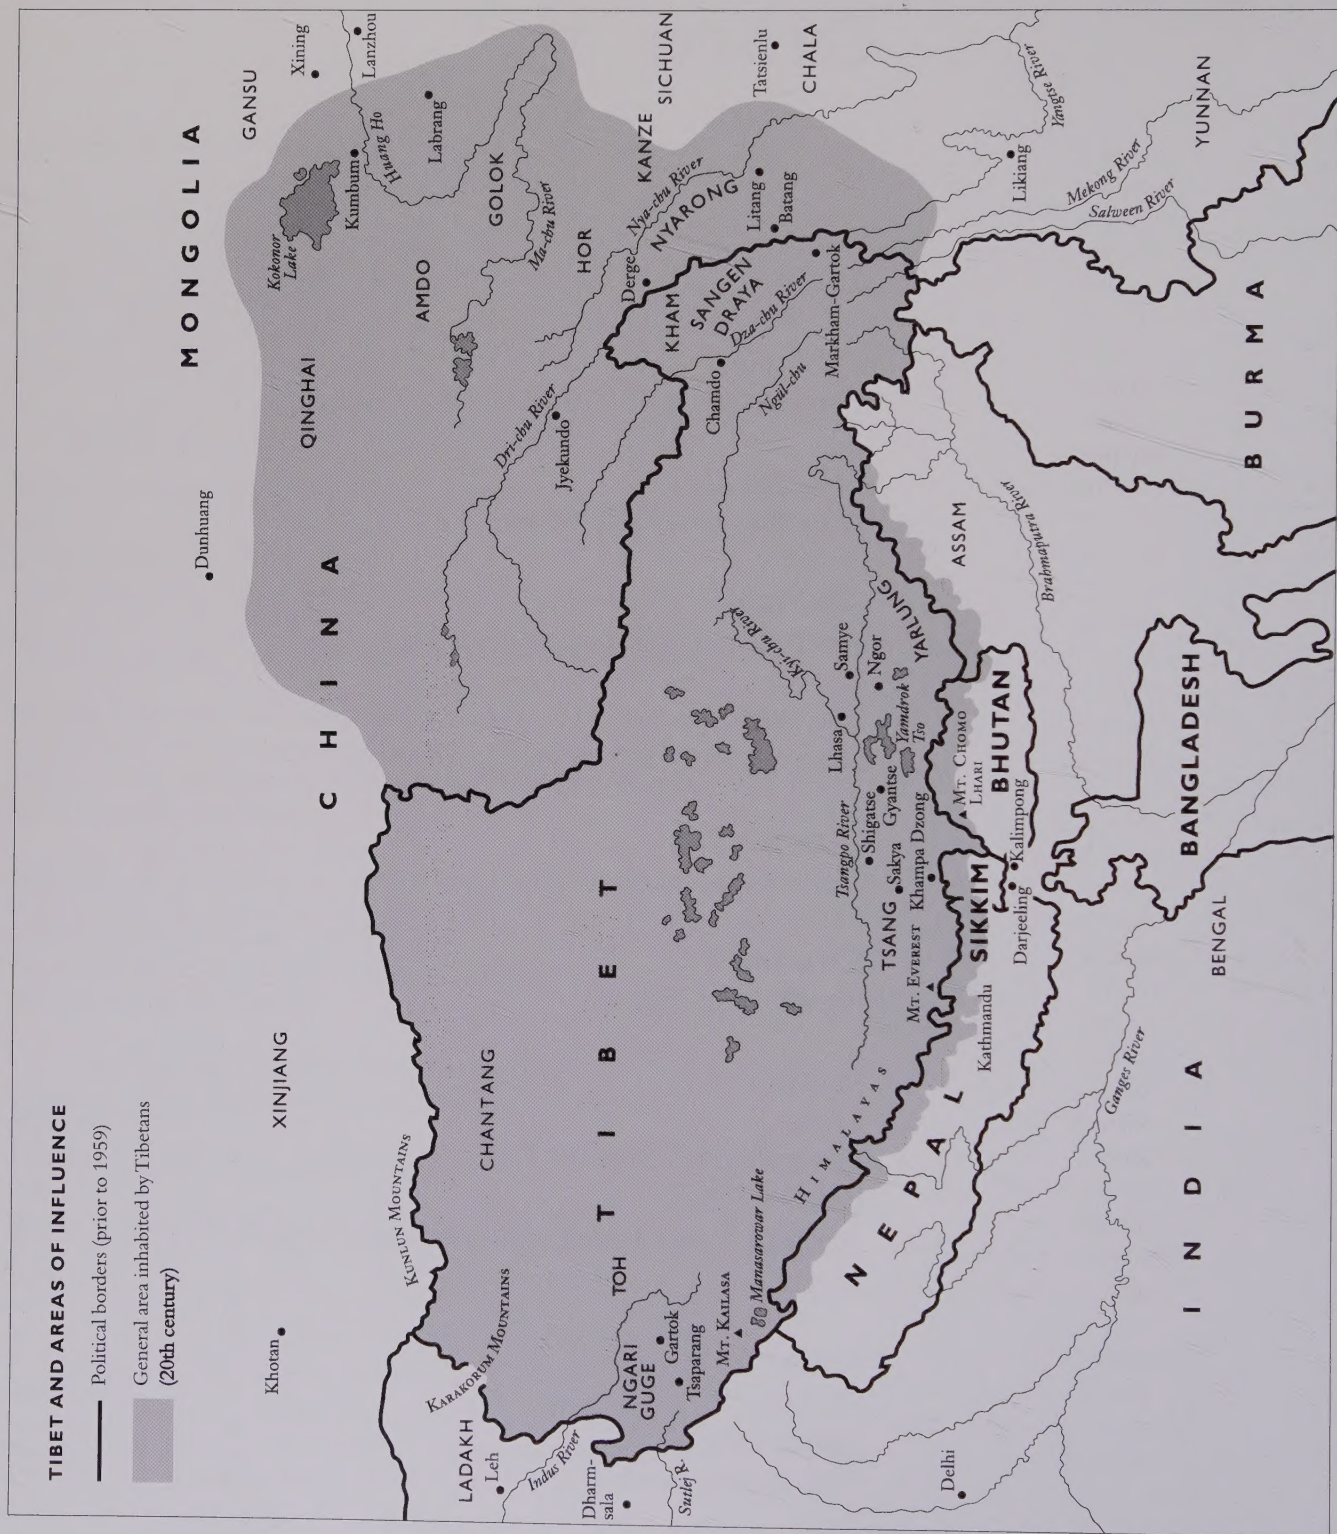 TIBET AND AREAS OF INFLUENCE
Political borders (prior to 1959)
General area inhabited by Tibetans
(20th century)
MONGOLIA
GANSU
Xining
Lanzhou
Dunhuang
Kokonor
Lake
Kumbum
Huang Ho
Labrang
CHINA
QINGHAI
AMDO
GOLOK
Ma-chu River
XINJIANG
Khotan
KUNLUN MOUNTAINS
KARAKORUM MOUNTAINS
CHANTANG
HOR
KANZE
SICHUAN
Tatsienlu
CHALA
Dri-chu River
Jyekundo
Derge
Nya-chu River
NYARONG
Litang
Batang
KHAM
SANGEN
DRAYA
Dza-chu River
Chamdo
Markham-Gartok
Ngül-chu
LADAKH
Leh
Indus River
Dharm-
sala
Sutlej R.
TIBET
TOH
NGARI
GUGE
Gartok
Tsaparang
MT. KAILASA
Manasarowar Lake
HIMALAYAS
Kyi-chu River
Lhasa
Samye
Ngor
YARLUNG
Yamdrok
Tso
Tsangpo River
Shigatse
Gyantse
Sakya
TSANG
Khampa Dzong
MT. EVEREST
MT. CHOMO
LHARI
Likiang
Yangtse River
Mekong River
Salween River
YUNNAN
BURMA
ASSAM
Brahmaputra River
BHUTAN
SIKKIM
Kalimpong
Darjeeling
Kathmandu
NEPAL
BANGLADESH
BENGAL
Ganges River
INDIA
Delhi